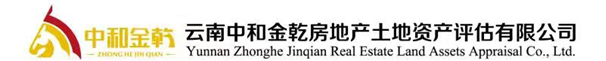 中和金乾
ZHONG HE JIN QIAN
云南中和金乾房地产土地资产评估有限公司
Yunnan Zhonghe Jinqian Real Estate Land Assets Appraisal Co., Ltd.